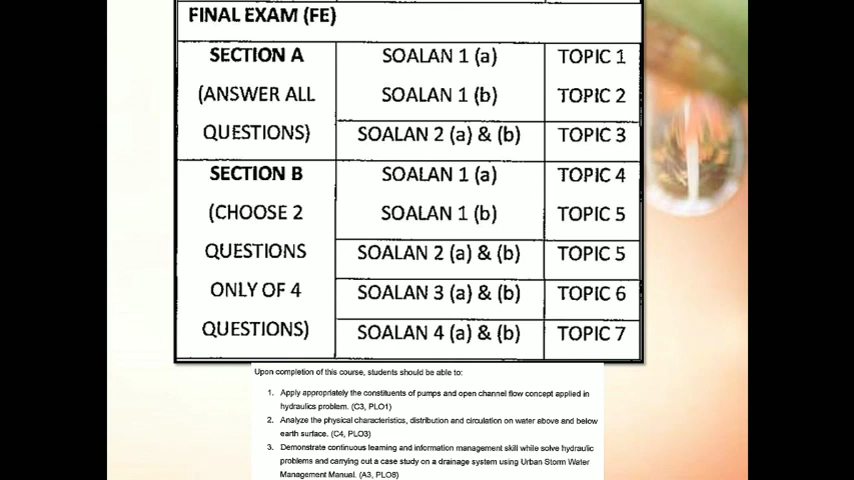 FINAL EXAM (FE)
SECTION A SOALAN 1 (a) TOPIC 1
(ANSWER ALL SOALAN 1 (b) TOPIC 2
QUESTIONS) SOALAN 2 (a) & (b) TOPIC 3
SECTION B SOALAN 1 (a) TOPIC 4
(CHOOSE 2 SOALAN 1 (b) TOPIC 5
QUESTIONS SOALAN 2 (a) & (b) TOPIC 5
ONLY OF 4 SOALAN 3 (a) & (b) TOPIC 6
QUESTIONS) SOALAN 4 (a) & (b) TOPIC 7
Upon completion of this course, students should be able to:
1. Apply appropriately the constituents of pumps and open channel flow concept applied in
hydraulics problem. (C3, PLO1)
2. Analyze the physical characteristics, distribution and circulation on water above and below
earth surface. (C4, PLO3)
3. Demonstrate continuous learning and information management skill while solve hydraulic
problems and carrying out a case study on a drainage system using Urban Storm Water
Management Manual. (A3, PLO8)